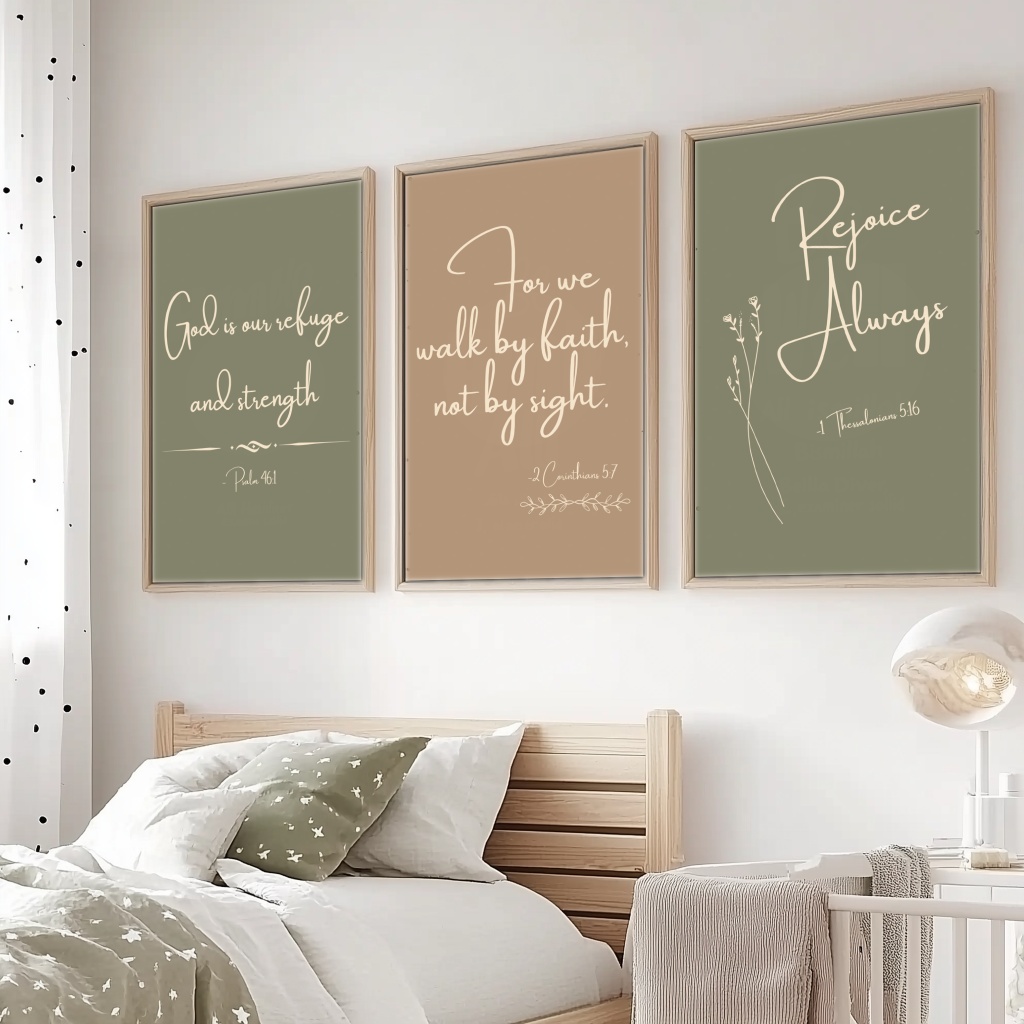 God is our refuge
and strength
- Psalm 46:1
For we
walk by faith,
not by sight.
-2 Corinthians 5:7
Rejoice
Always
-1 Thessalonians 5:16